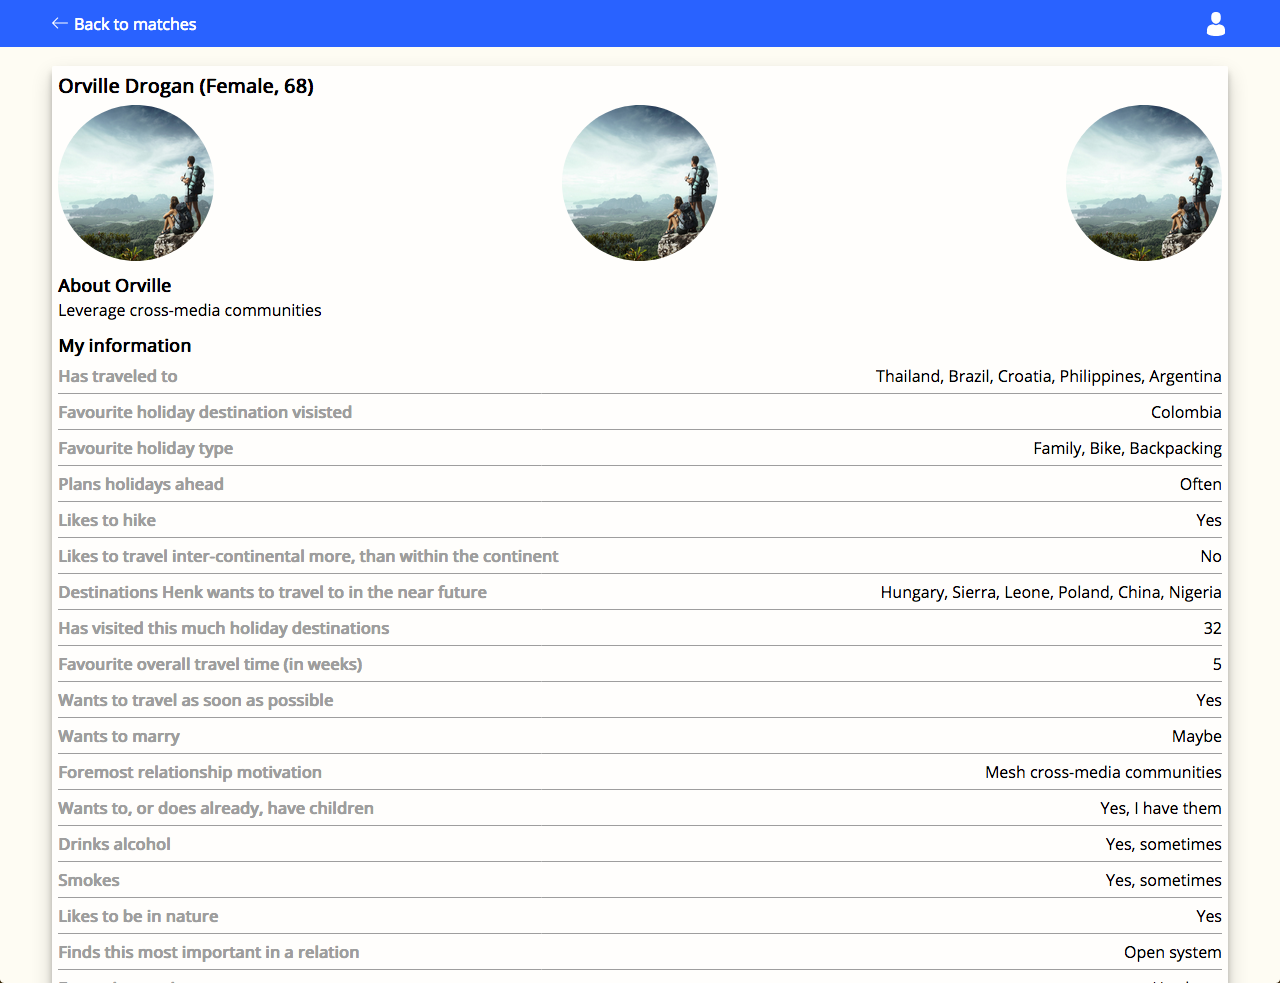 Back to matches
Orville Drogan (Female, 68)
About Orville
Leverage cross-media communities
My information
Has traveled to Thailand, Brazil, Croatia, Philippines, Argentina
Favourite holiday destination visisted Colombia
Favourite holiday type Family, Bike, Backpacking
Plans holidays ahead Often
Likes to hike Yes
Likes to travel inter-continental more, than within the continent No
Destinations Henk wants to travel to in the near future Hungary, Sierra, Leone, Poland, China, Nigeria
Has visited this much holiday destinations 32
Favourite overall travel time (in weeks) 5
Wants to travel as soon as possible Yes
Wants to marry Maybe
Foremost relationship motivation Mesh cross-media communities
Wants to, or does already, have children Yes, I have them
Drinks alcohol Yes, sometimes
Smokes Yes, sometimes
Likes to be in nature Yes
Finds this most important in a relation Open system